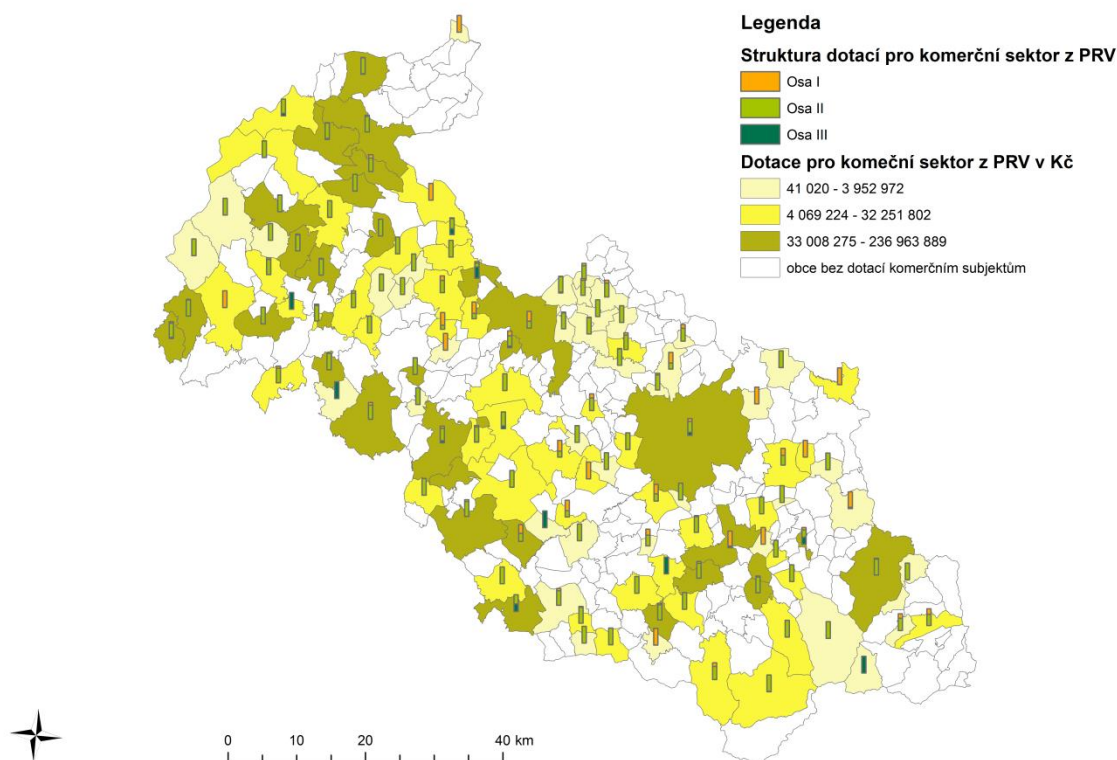 Legenda
Struktura dotací pro komerční sektor z PRV
Osa I
Osa II
Osa III
Dotace pro komeční sektor z PRV v Kč
41 020 - 3 952 972
4 069 224 - 32 251 802
33 008 275 - 236 963 889
obce bez dotací komerčním subjektům
0 10 20 40 km